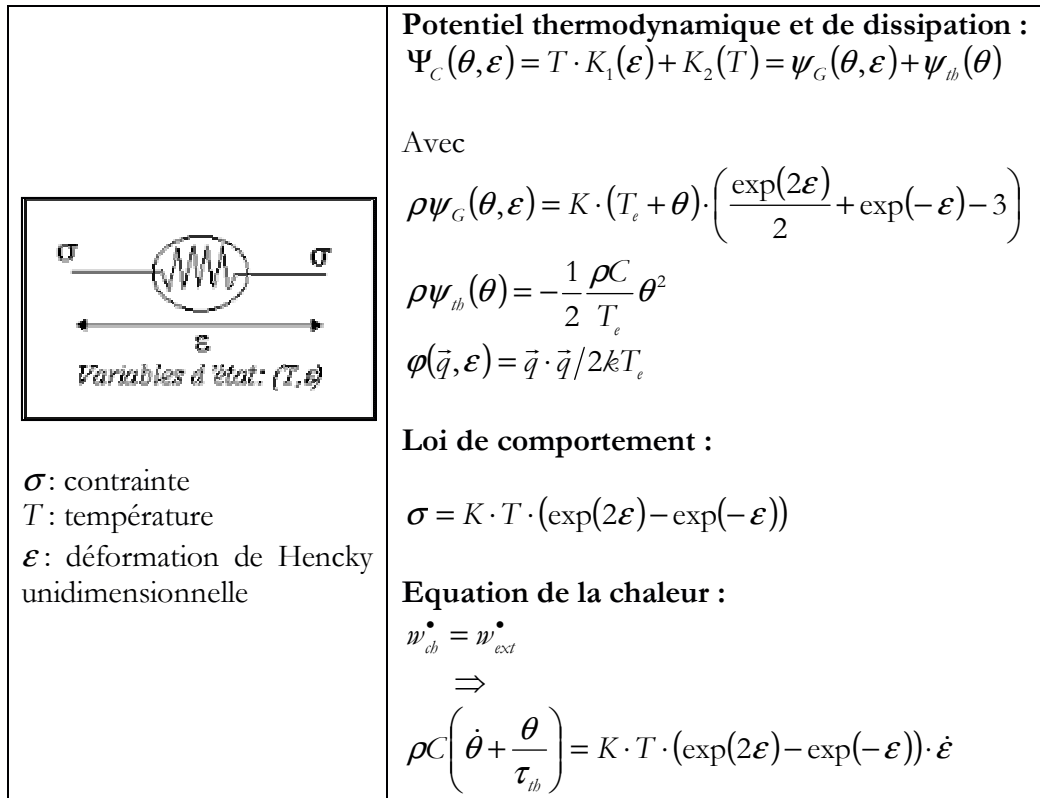 σ σ
ε
Variables d'état: (T,ε)
σ : contrainte
T : température
ε : déformation de Hencky
unidimensionnelle
Potentiel thermodynamique et de dissipation :
Ψ_C(θ,ε) = T · K₁(ε) + K₂(T) = ψ_G(θ,ε) + ψ_th(θ)
Avec
ρψ_G(θ,ε) = K · (T_e + θ) · (exp(2ε)/2 + exp(−ε) − 3)
ρψ_th(θ) = −1/2 ρC/T_e θ²
φ(q⃗,ε) = q⃗ · q⃗/2kT_e
Loi de comportement :
σ = K · T · (exp(2ε) − exp(−ε))
Equation de la chaleur :
w•_ch = w•_ext
⇒
ρC(θ̇ + θ/τ_th) = K · T · (exp(2ε) − exp(−ε)) · ε̇